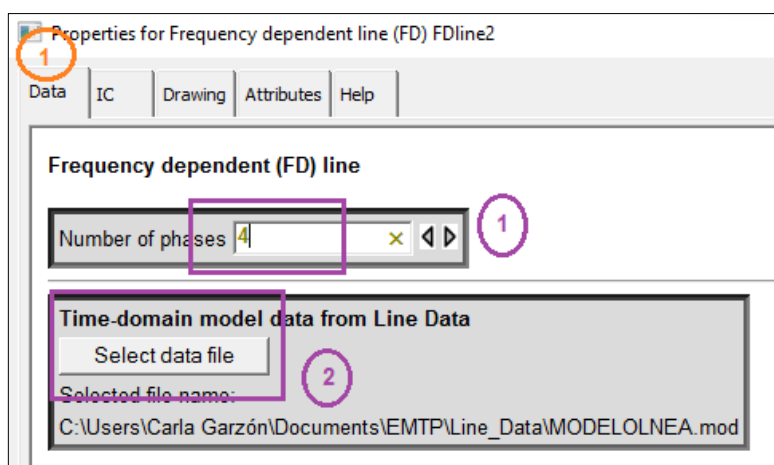 Properties for Frequency dependent line (FD) FDline2
1
Data IC Drawing Attributes Help
Frequency dependent (FD) line
Number of phases 4
1
Time-domain model data from Line Data
Select data file
2
Selected file name:
C:\Users\Carla Garzón\Documents\EMTP\Line_Data\MODELOLNEA.mod